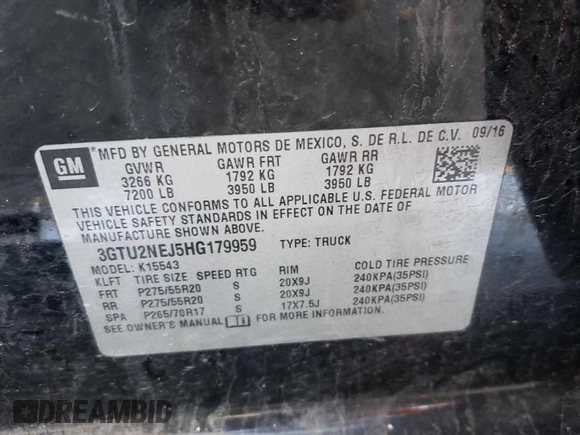 GM
*MFD BY GENERAL MOTORS DE MEXICO, S. DE R.L. DE C.V. 09/16
GVWR GAWR FRT GAWR RR
3266 KG 1792 KG 1792 KG
7200 LB 3950 LB 3950 LB
THIS VEHICLE CONFORMS TO ALL APPLICABLE U.S. FEDERAL MOTOR
VEHICLE SAFETY STANDARDS IN EFFECT ON THE DATE OF
MANUFACTURE SHOWN ABOVE.
3GTU2NEJ5HG179959 TYPE: TRUCK
MODEL: K15543
KLFT TIRE SIZE SPEED RTG RIM COLD TIRE PRESSURE
FRT P275/55R20 S 20X9J 240KPA(35PSI)
RR P275/55R20 S 20X9J 240KPA(35PSI)
SPA P265/70R17 S 17X7.5J 240KPA(35PSI)
SEE OWNER'S MANUAL FOR MORE INFORMATION.
DREAMBID